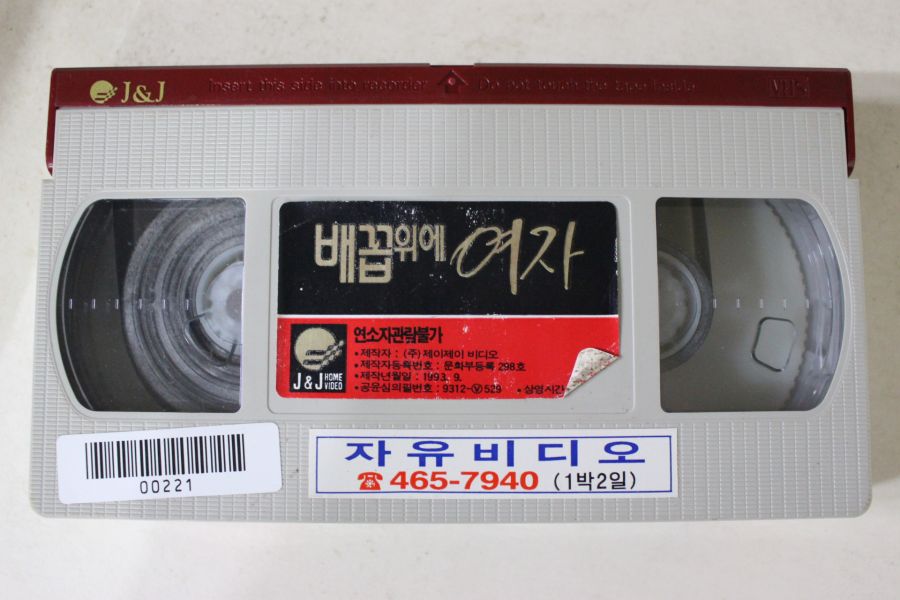 J&J Insert this side into recorder Do not touch the tape inside VHS
배꼽위에 여자
연소자관람불가
• 제작자 : (주) 제이제이 비디오
• 제작자등록번호 : 문화부등록 298호
• 제작년월일 : 1993. 9.
• 공윤심의필번호 : 9312-Ⓥ529 • 상영시간
J&J HOME VIDEO
00221
자유비디오
☎465-7940 (1박2일)